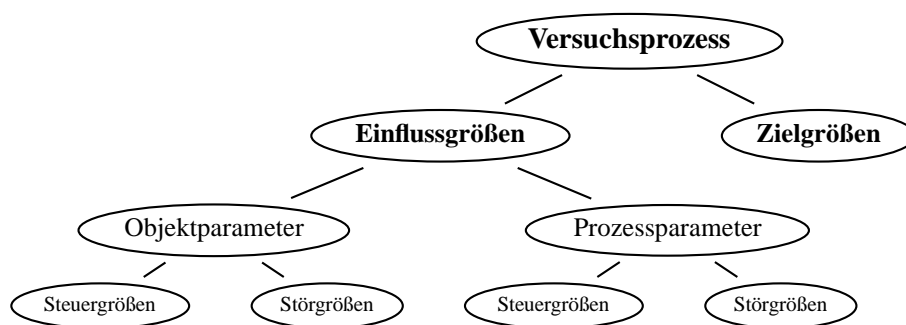 Versuchsprozess
Einflussgrößen
Zielgrößen
Objektparameter
Prozessparameter
Steuergrößen
Störgrößen
Steuergrößen
Störgrößen